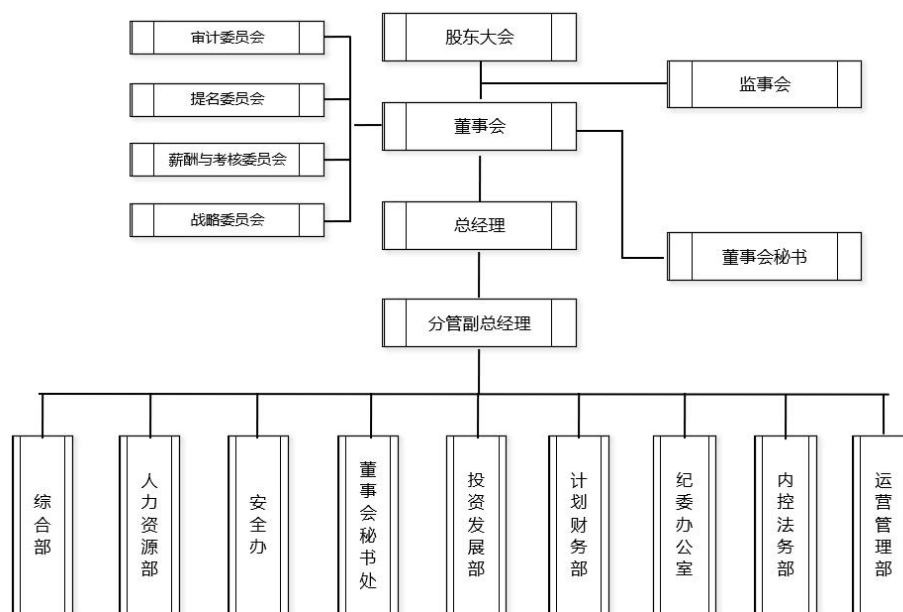 股东大会
监事会
审计委员会
提名委员会
薪酬与考核委员会
战略委员会
董事会
总经理
董事会秘书
分管副总经理
综合部
人力资源部
安全办
董事会秘书处
投资发展部
计划财务部
纪委办公室
内控法务部
运营管理部